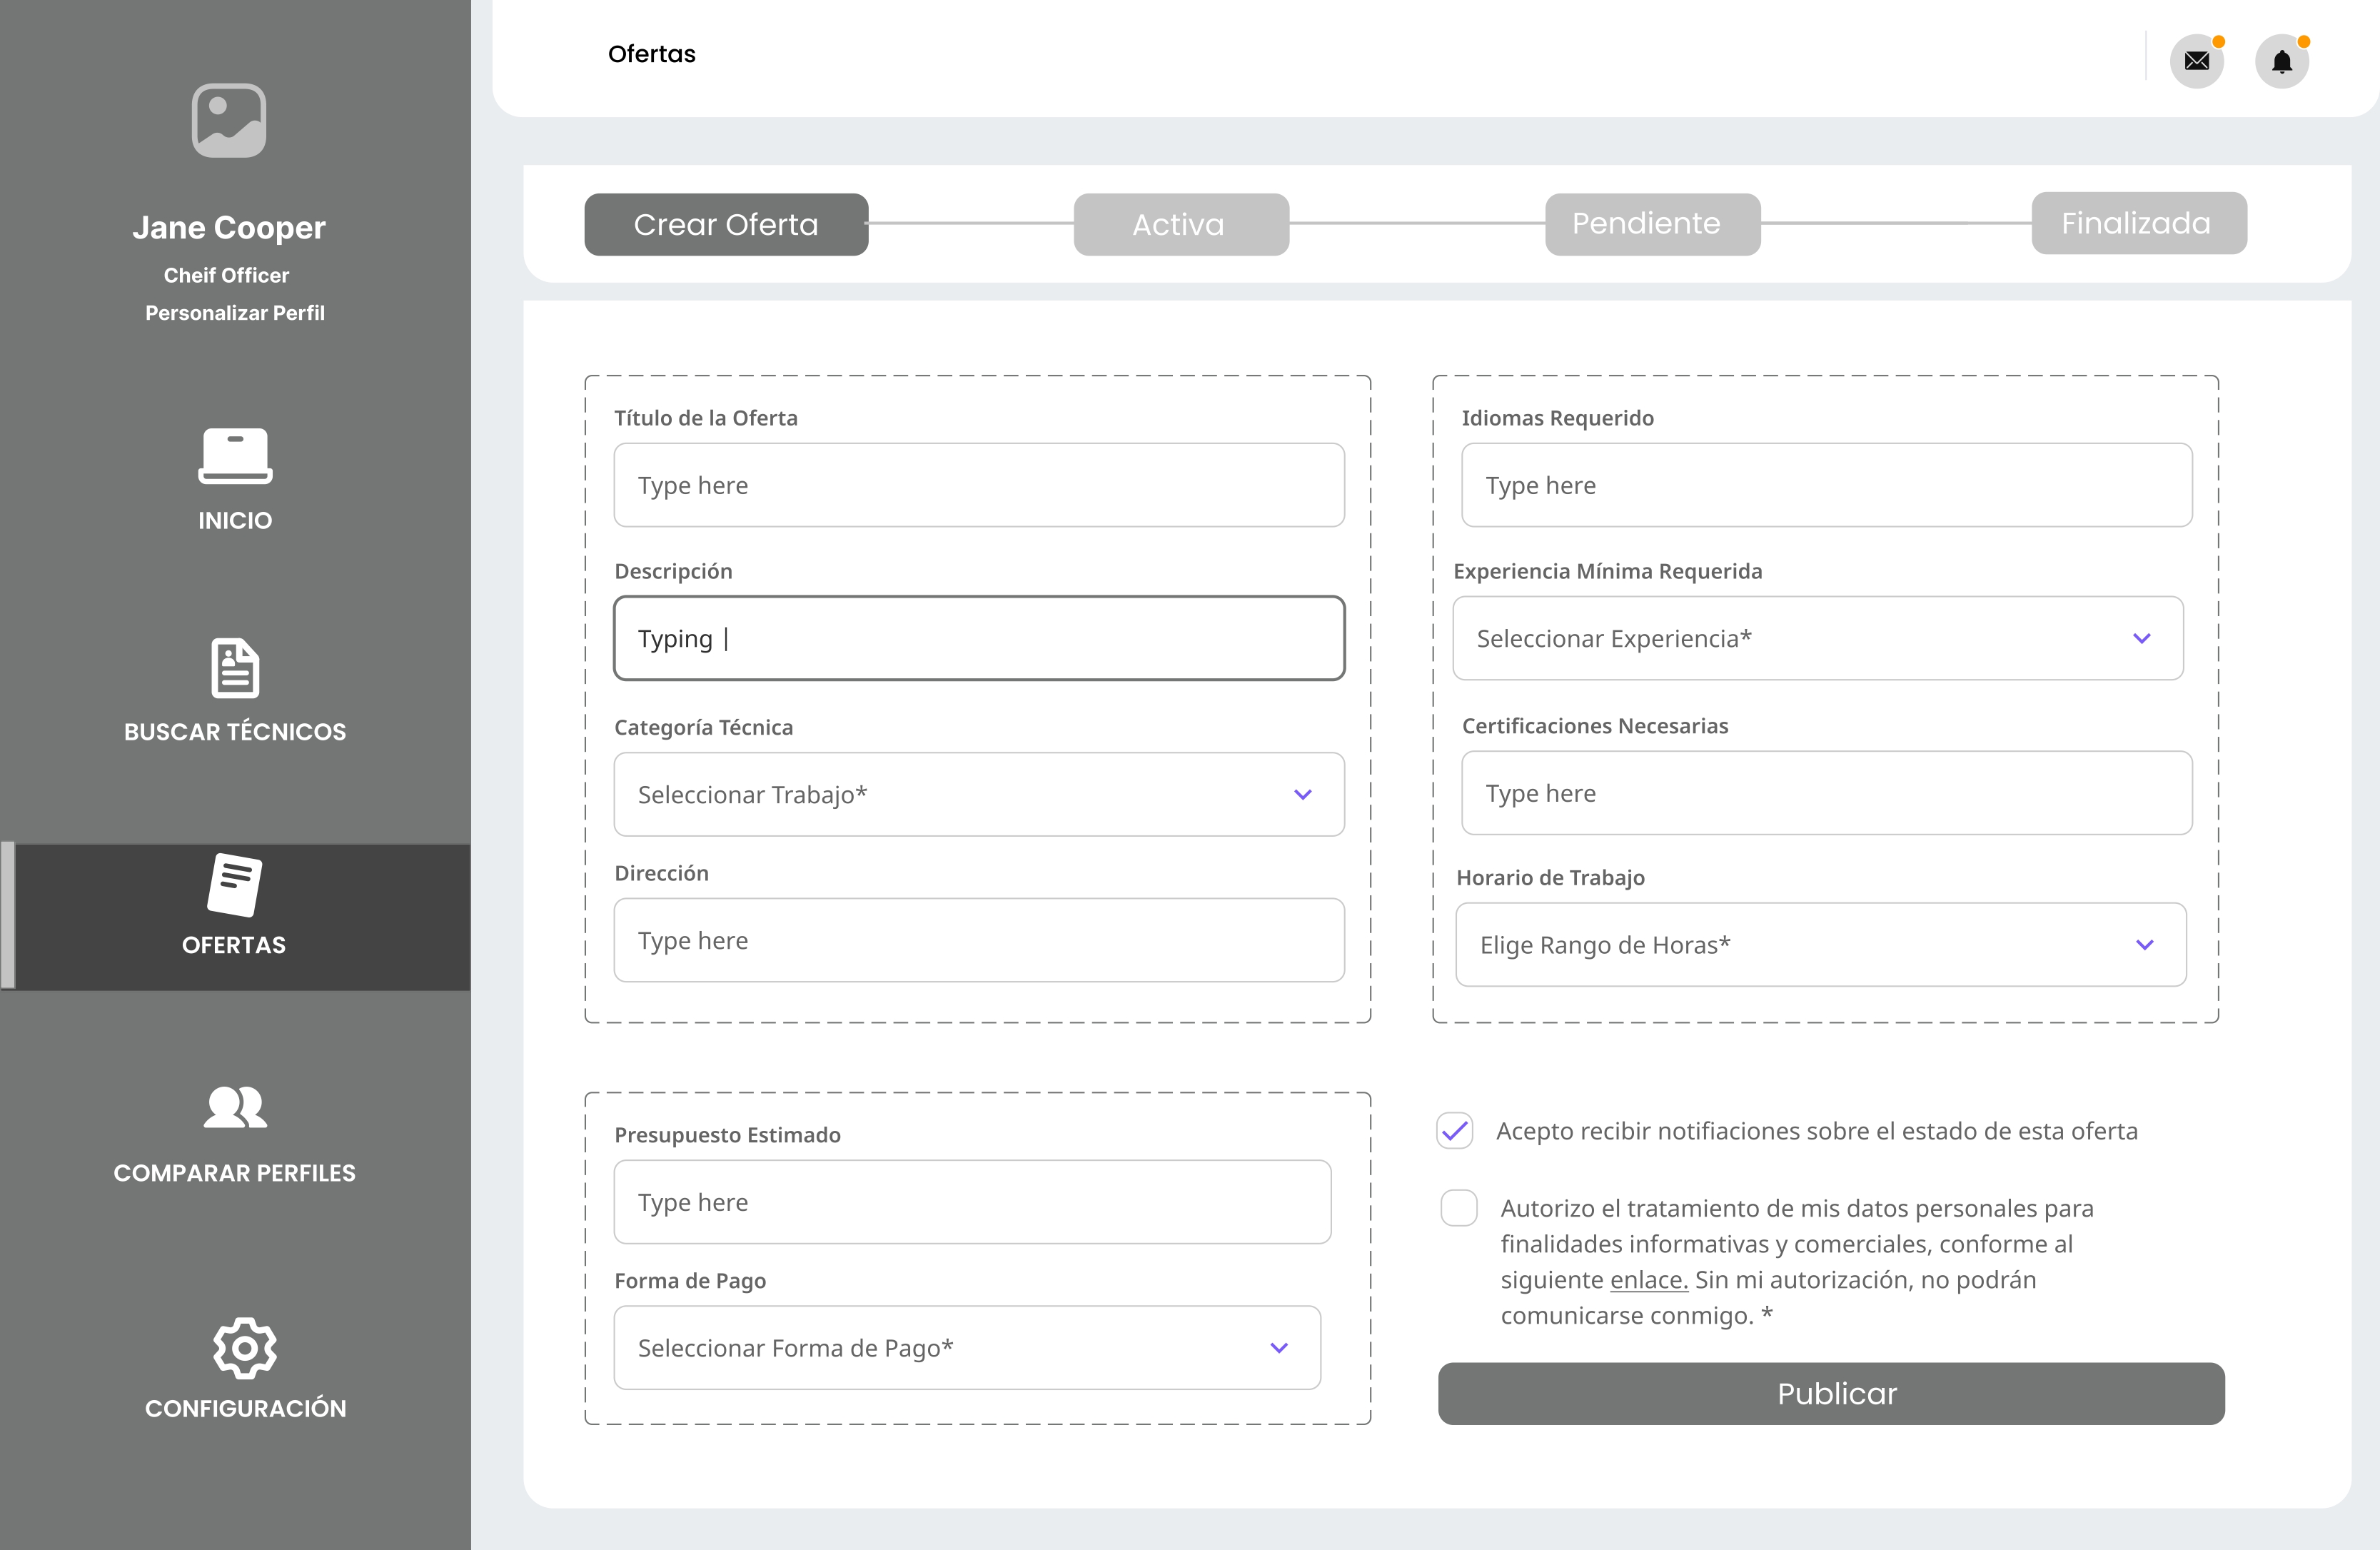 Jane Cooper
Cheif Officer
Personalizar Perfil
INICIO
BUSCAR TÉCNICOS
OFERTAS
COMPARAR PERFILES
CONFIGURACIÓN
Ofertas
Crear Oferta
Activa
Pendiente
Finalizada
Título de la Oferta
Type here
Descripción
Typing |
Categoría Técnica
Seleccionar Trabajo*
Dirección
Type here
Idiomas Requerido
Type here
Experiencia Mínima Requerida
Seleccionar Experiencia*
Certificaciones Necesarias
Type here
Horario de Trabajo
Elige Rango de Horas*
Presupuesto Estimado
Type here
Forma de Pago
Seleccionar Forma de Pago*
Acepto recibir notifiaciones sobre el estado de esta oferta
Autorizo el tratamiento de mis datos personales para
finalidades informativas y comerciales, conforme al
siguiente enlace. Sin mi autorización, no podrán
comunicarse conmigo. *
Publicar